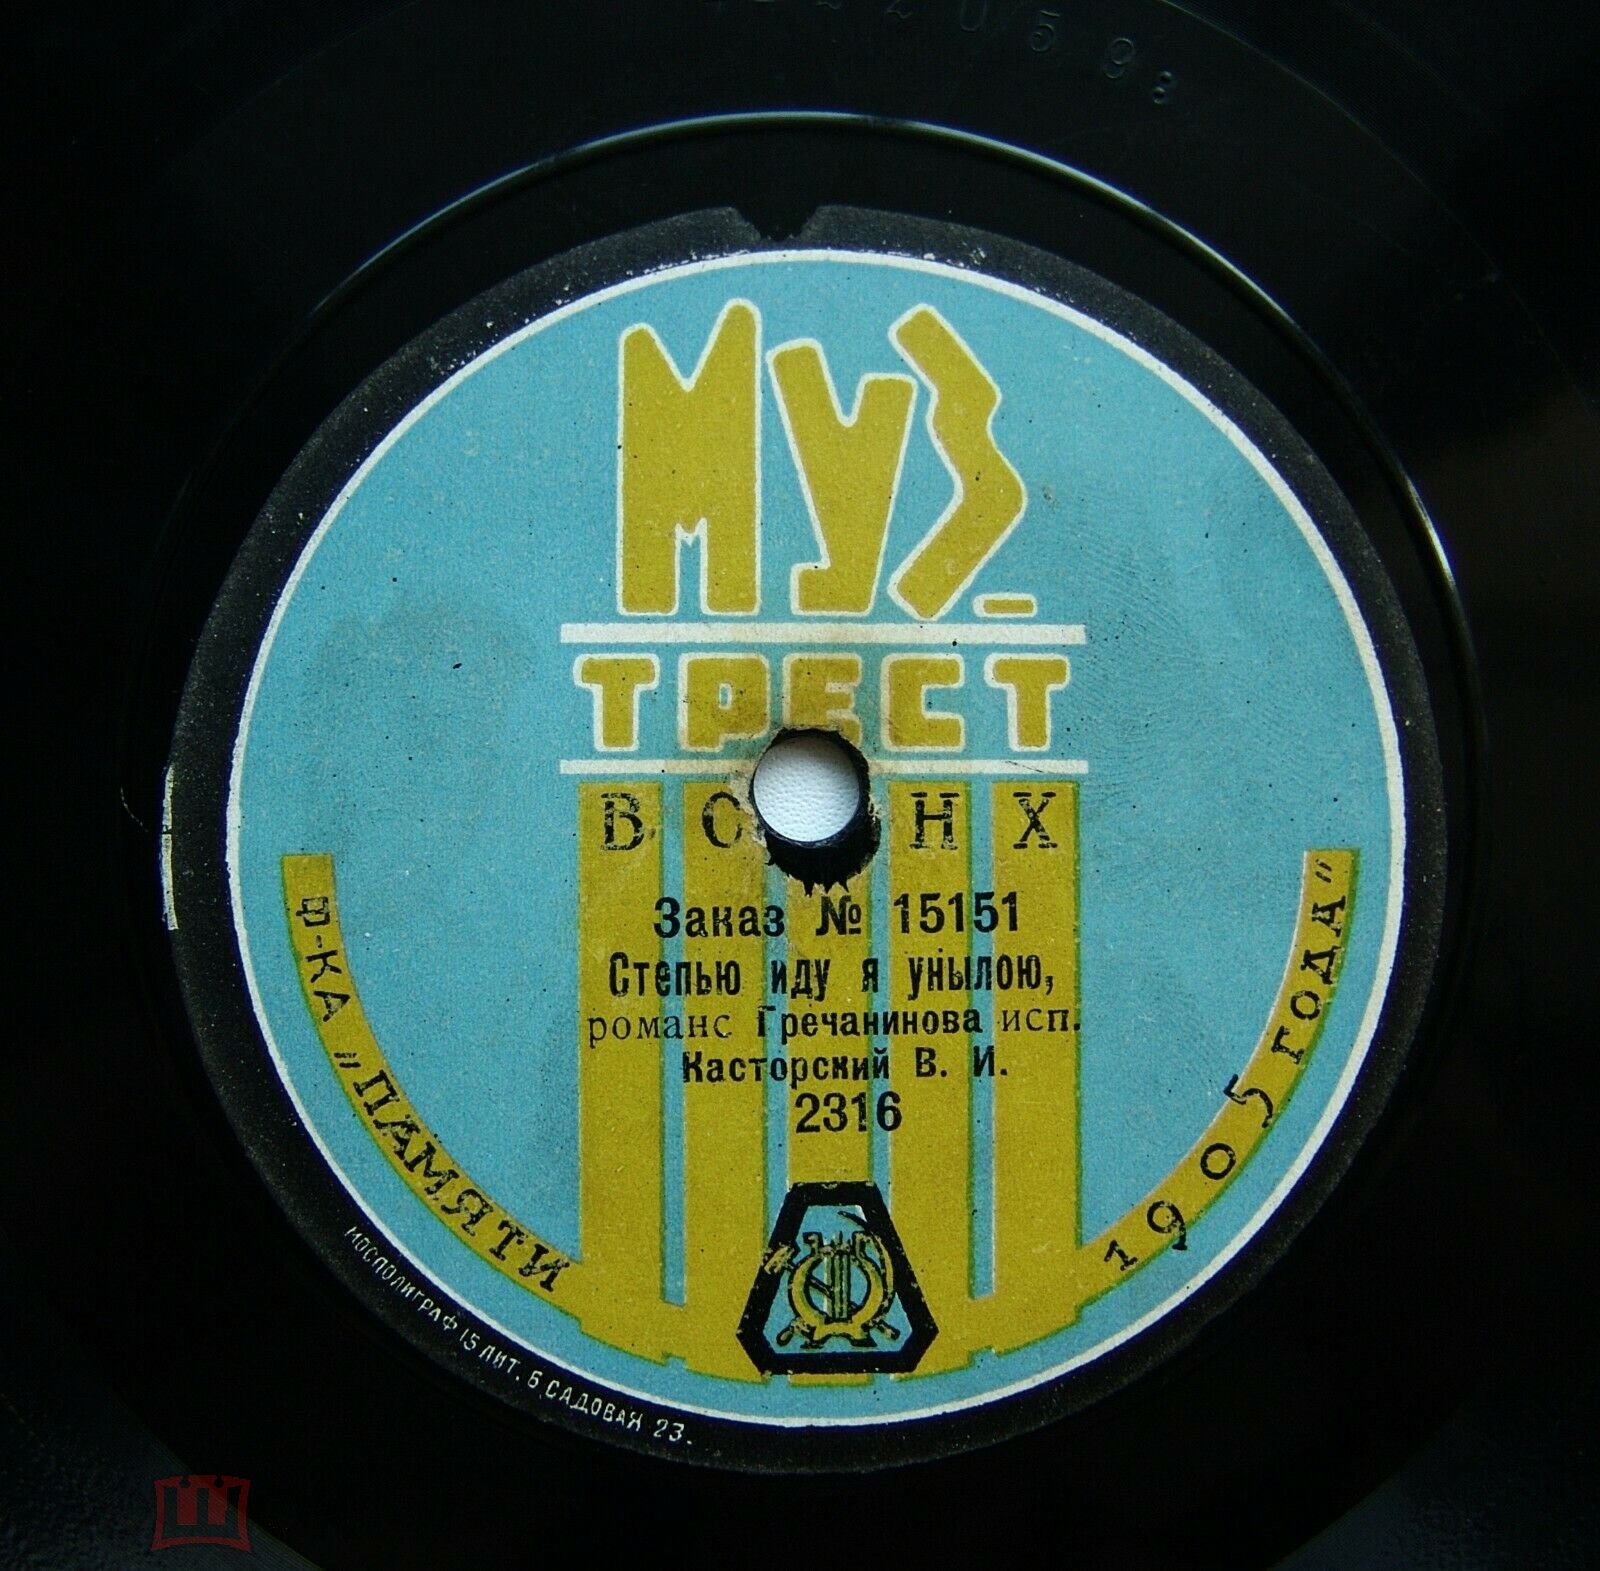 МУЗ-
ТРЕСТ
ВСНХ
Заказ № 15151
Степью иду я унылою,
романс Гречанинова исп.
Касторский В. И.
2316
Ф-КА „ПАМЯТИ 1905 ГОДА”
МОСПОЛИГРАФ 15 ЛИТ. Б. САДОВАЯ 23.